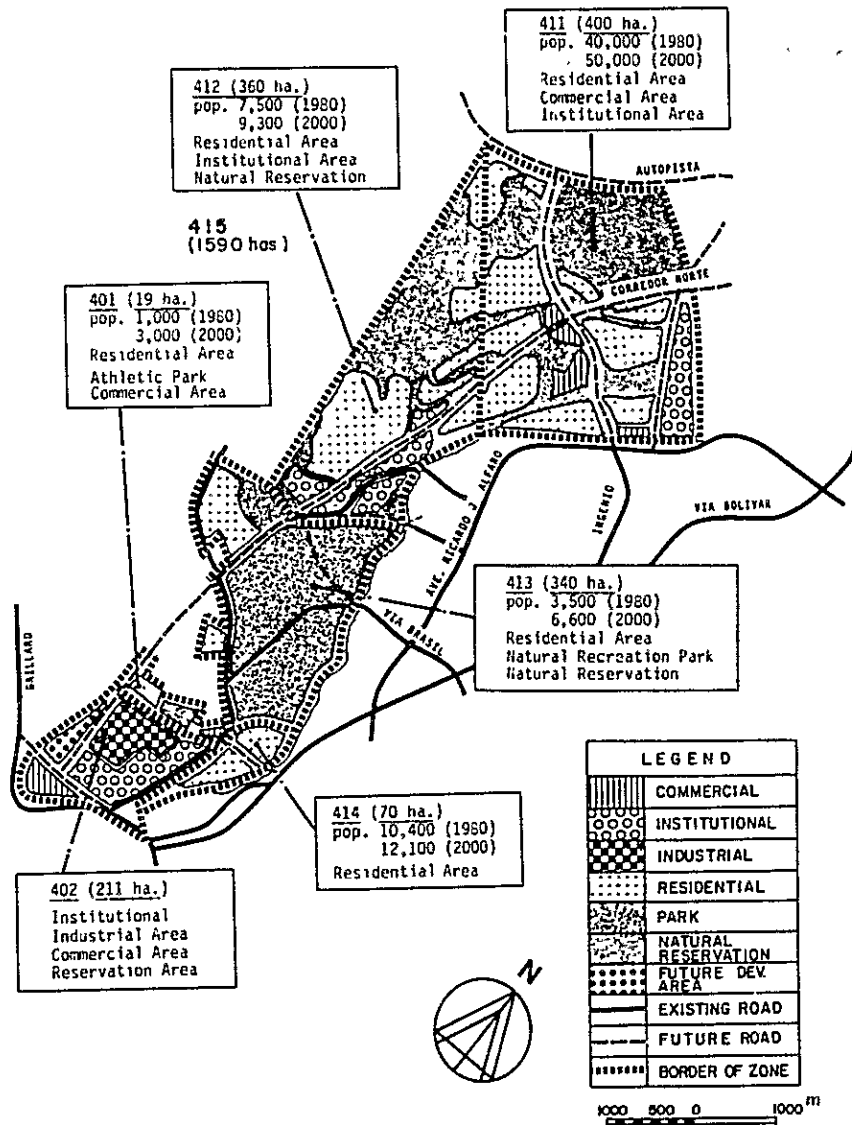 411 (400 ha.)
pop. 40,000 (1980)
50,000 (2000)
Residential Area
Commercial Area
Institutional Area
412 (360 ha.)
pop. 7,500 (1980)
9,300 (2000)
Residential Area
Institutional Area
Natural Reservation
AUTOPISTA
415
(1590 has)
CORREDOR NORTE
401 (19 ha.)
pop. 1,000 (1980)
3,000 (2000)
Residential Area
Athletic Park
Commercial Area
AVE. RICARDO J. ALFARO
INGENIO
VIA BOLIVAR
413 (340 ha.)
pop. 3,500 (1980)
6,600 (2000)
Residential Area
Natural Recreation Park
Natural Reservation
VIA BRASIL
GAILLARD
414 (70 ha.)
pop. 10,400 (1980)
12,100 (2000)
Residential Area
402 (211 ha.)
Institutional
Industrial Area
Commercial Area
Reservation Area
N
LEGEND
COMMERCIAL
INSTITUTIONAL
INDUSTRIAL
RESIDENTIAL
PARK
NATURAL
RESERVATION
FUTURE DEV.
AREA
EXISTING ROAD
FUTURE ROAD
BORDER OF ZONE
1000 500 0 1000 m